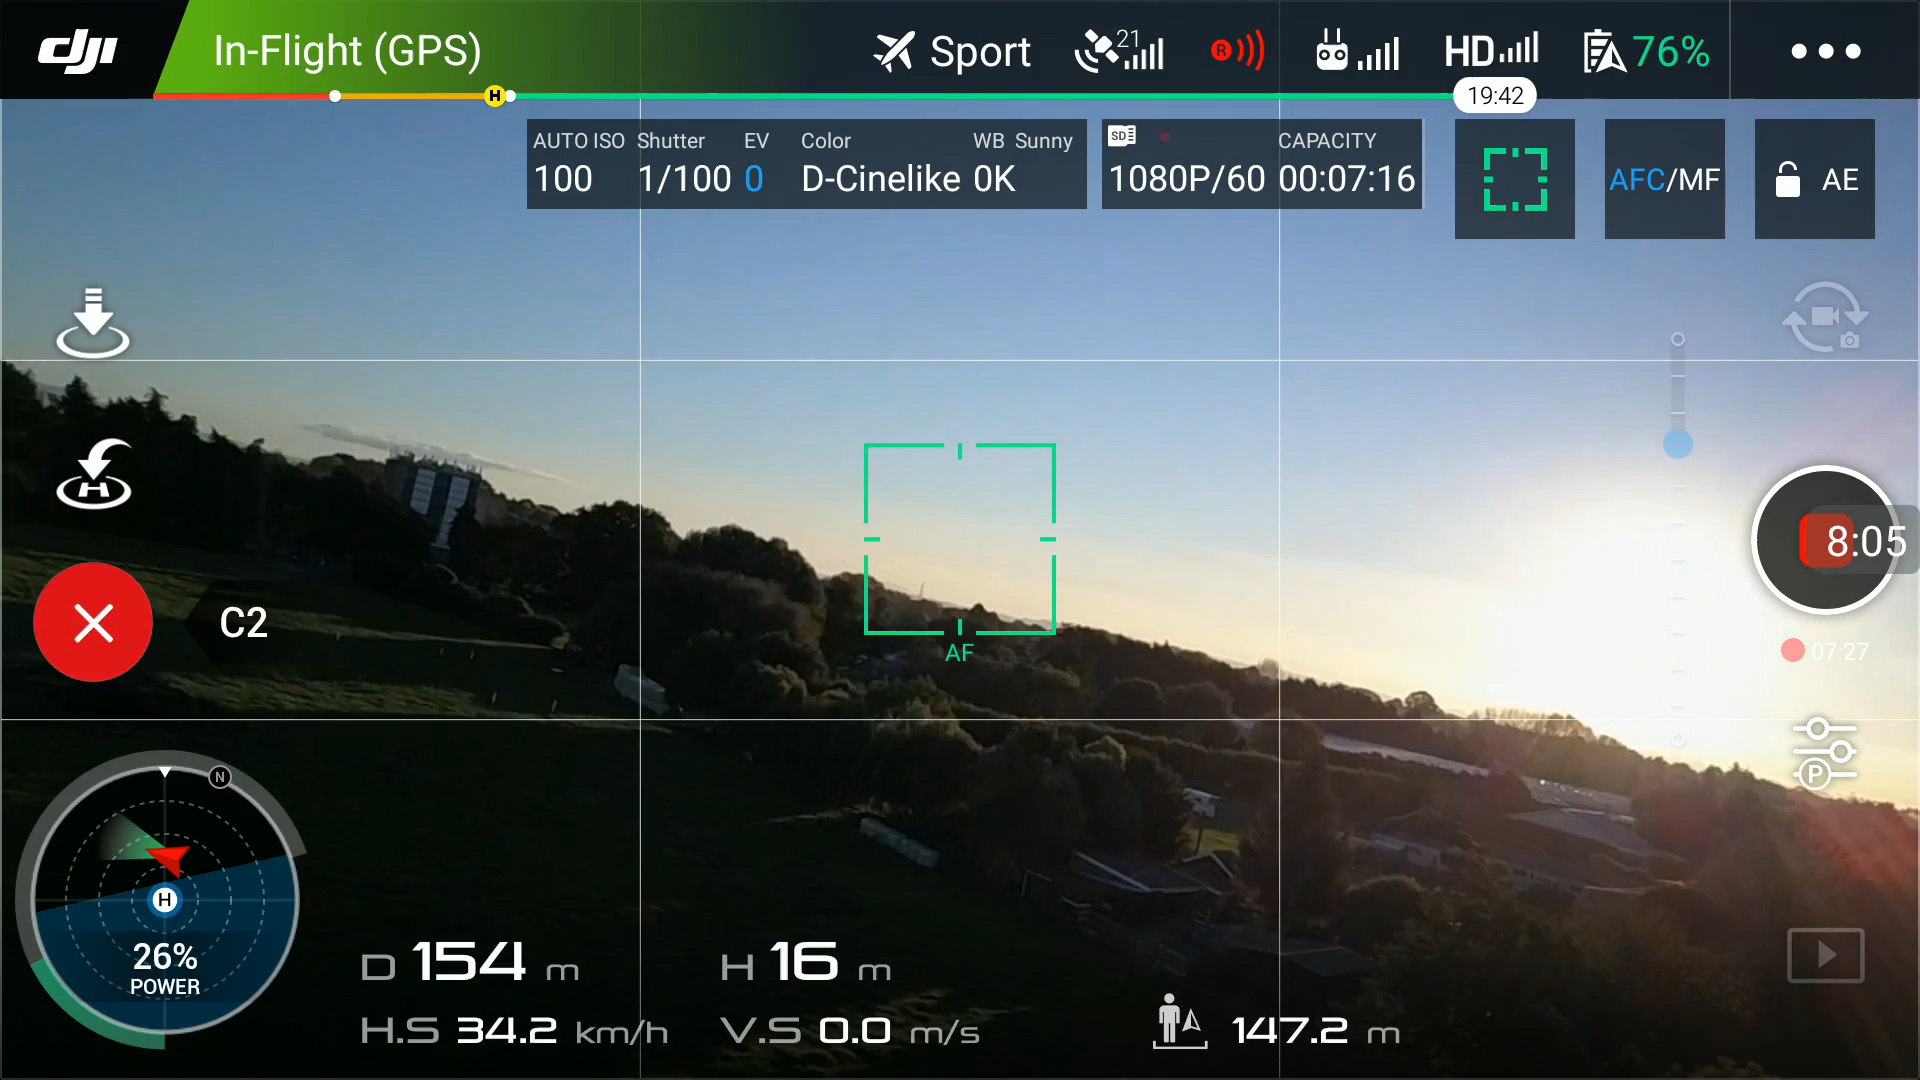 dji In-Flight (GPS) Sport 21 R HD 76%
H 19:42
AUTO ISO Shutter EV Color WB Sunny SD CAPACITY
100 1/100 0 D-Cinelike 0K 1080P/60 00:07:16 AFC/MF AE
H
8:05
C2
AF
07:27
P
N
H
26%
POWER
D 154 m H 16 m
H.S 34.2 km/h V.S 0.0 m/s 147.2 m